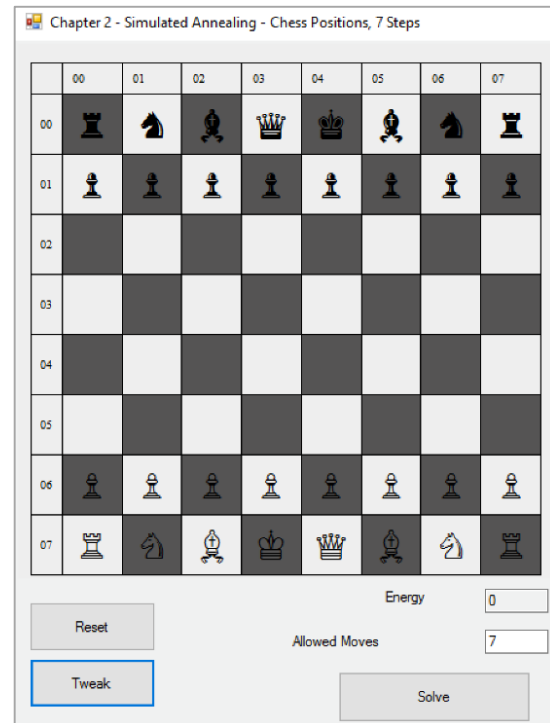 Chapter 2 - Simulated Annealing - Chess Positions, 7 Steps
00 01 02 03 04 05 06 07
00
01
02
03
04
05
06
07
Energy 0
Reset
Allowed Moves 7
Tweak
Solve